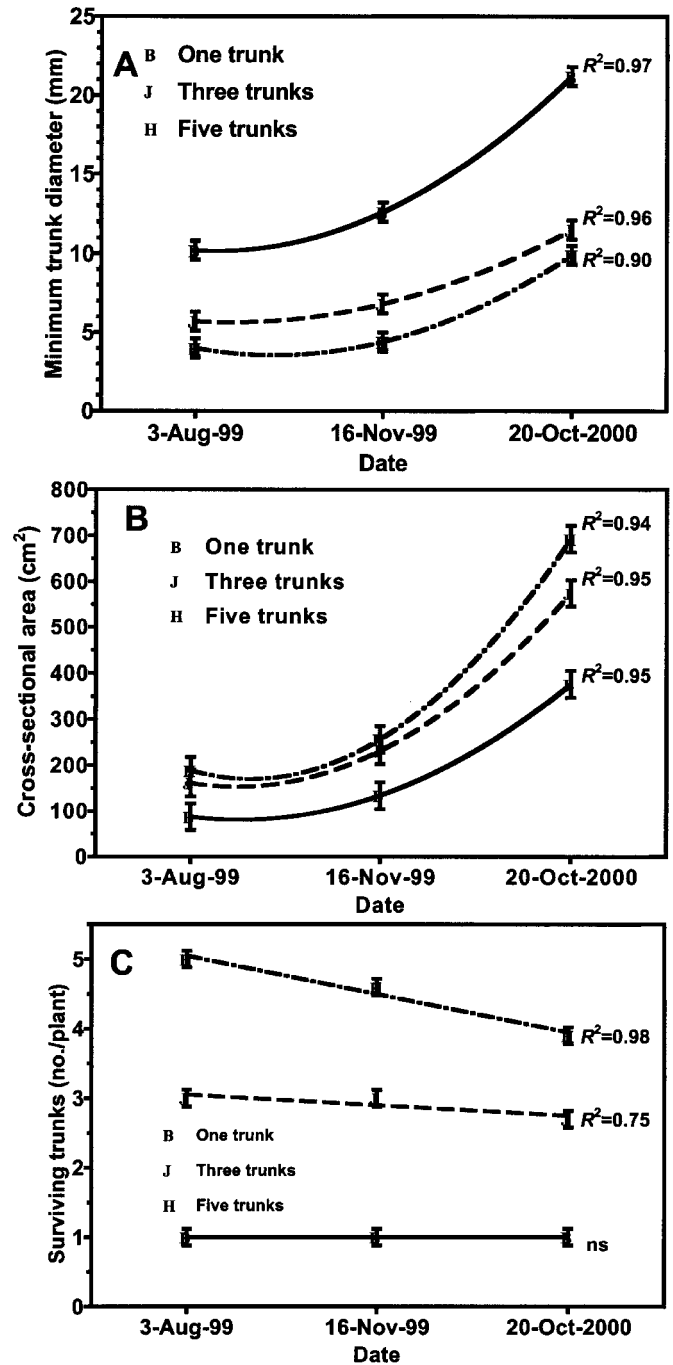 25
A
B One trunk
J Three trunks
H Five trunks
20
15
10
5
0
Minimum trunk diameter (mm)
R²=0.97
R²=0.96
R²=0.90
3-Aug-99 16-Nov-99 20-Oct-2000
Date
800
B
B One trunk
J Three trunks
H Five trunks
700
600
500
400
300
200
100
0
Cross-sectional area (cm²)
R²=0.94
R²=0.95
R²=0.95
3-Aug-99 16-Nov-99 20-Oct-2000
Date
C
5
4
3
2
1
0
Surviving trunks (no./plant)
R²=0.98
R²=0.75
B One trunk
J Three trunks
H Five trunks
ns
3-Aug-99 16-Nov-99 20-Oct-2000
Date